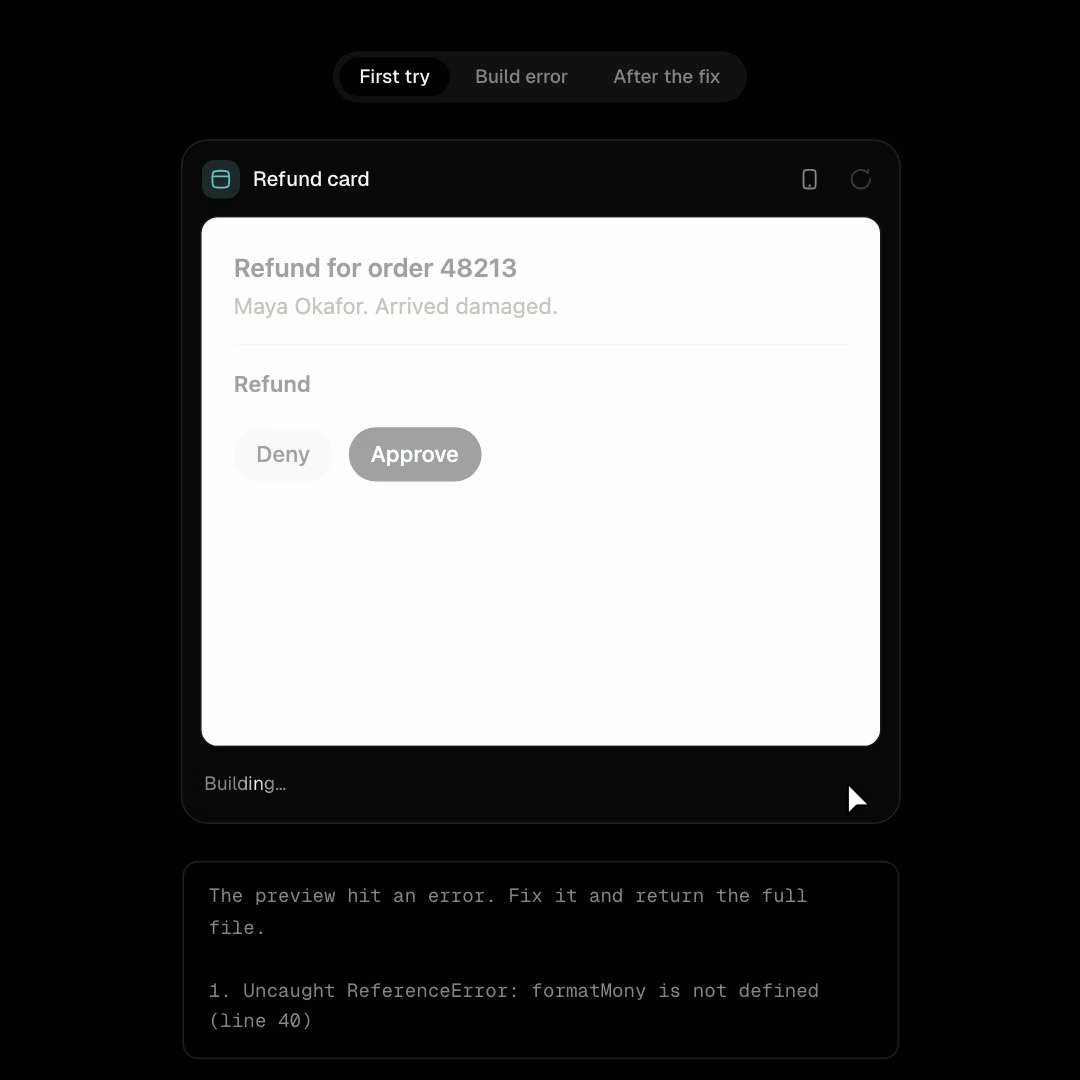 First try Build error After the fix
Refund card
Refund for order 48213
Maya Okafor. Arrived damaged.
Refund
Deny Approve
Building…
The preview hit an error. Fix it and return the full
file.
1. Uncaught ReferenceError: formatMony is not defined
(line 40)